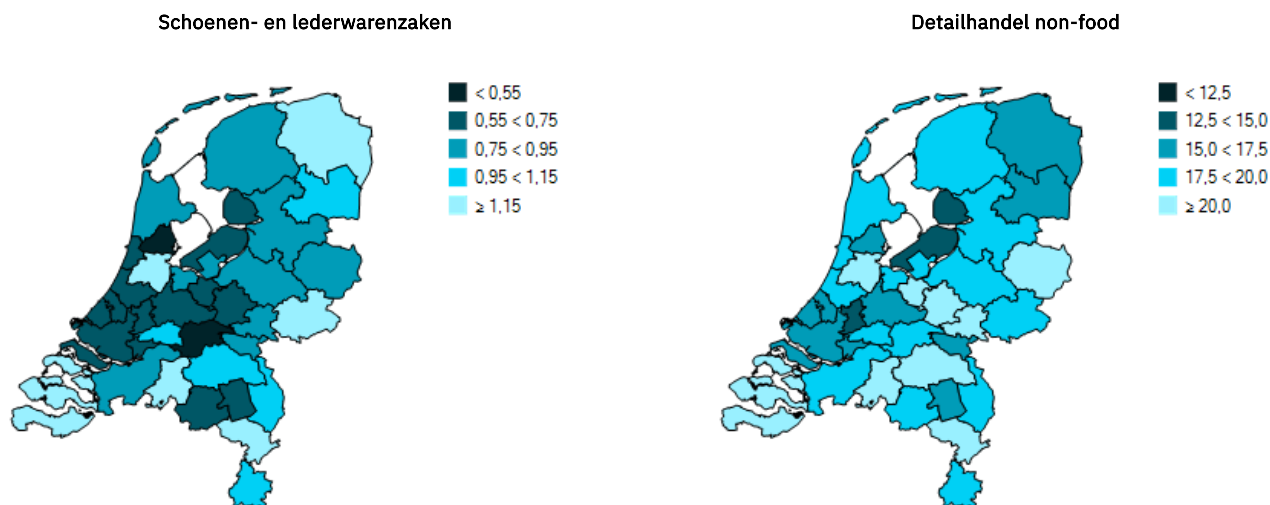 Schoenen- en lederwarenzaken
< 0,55
0,55 < 0,75
0,75 < 0,95
0,95 < 1,15
≥ 1,15
Detailhandel non-food
< 12,5
12,5 < 15,0
15,0 < 17,5
17,5 < 20,0
≥ 20,0